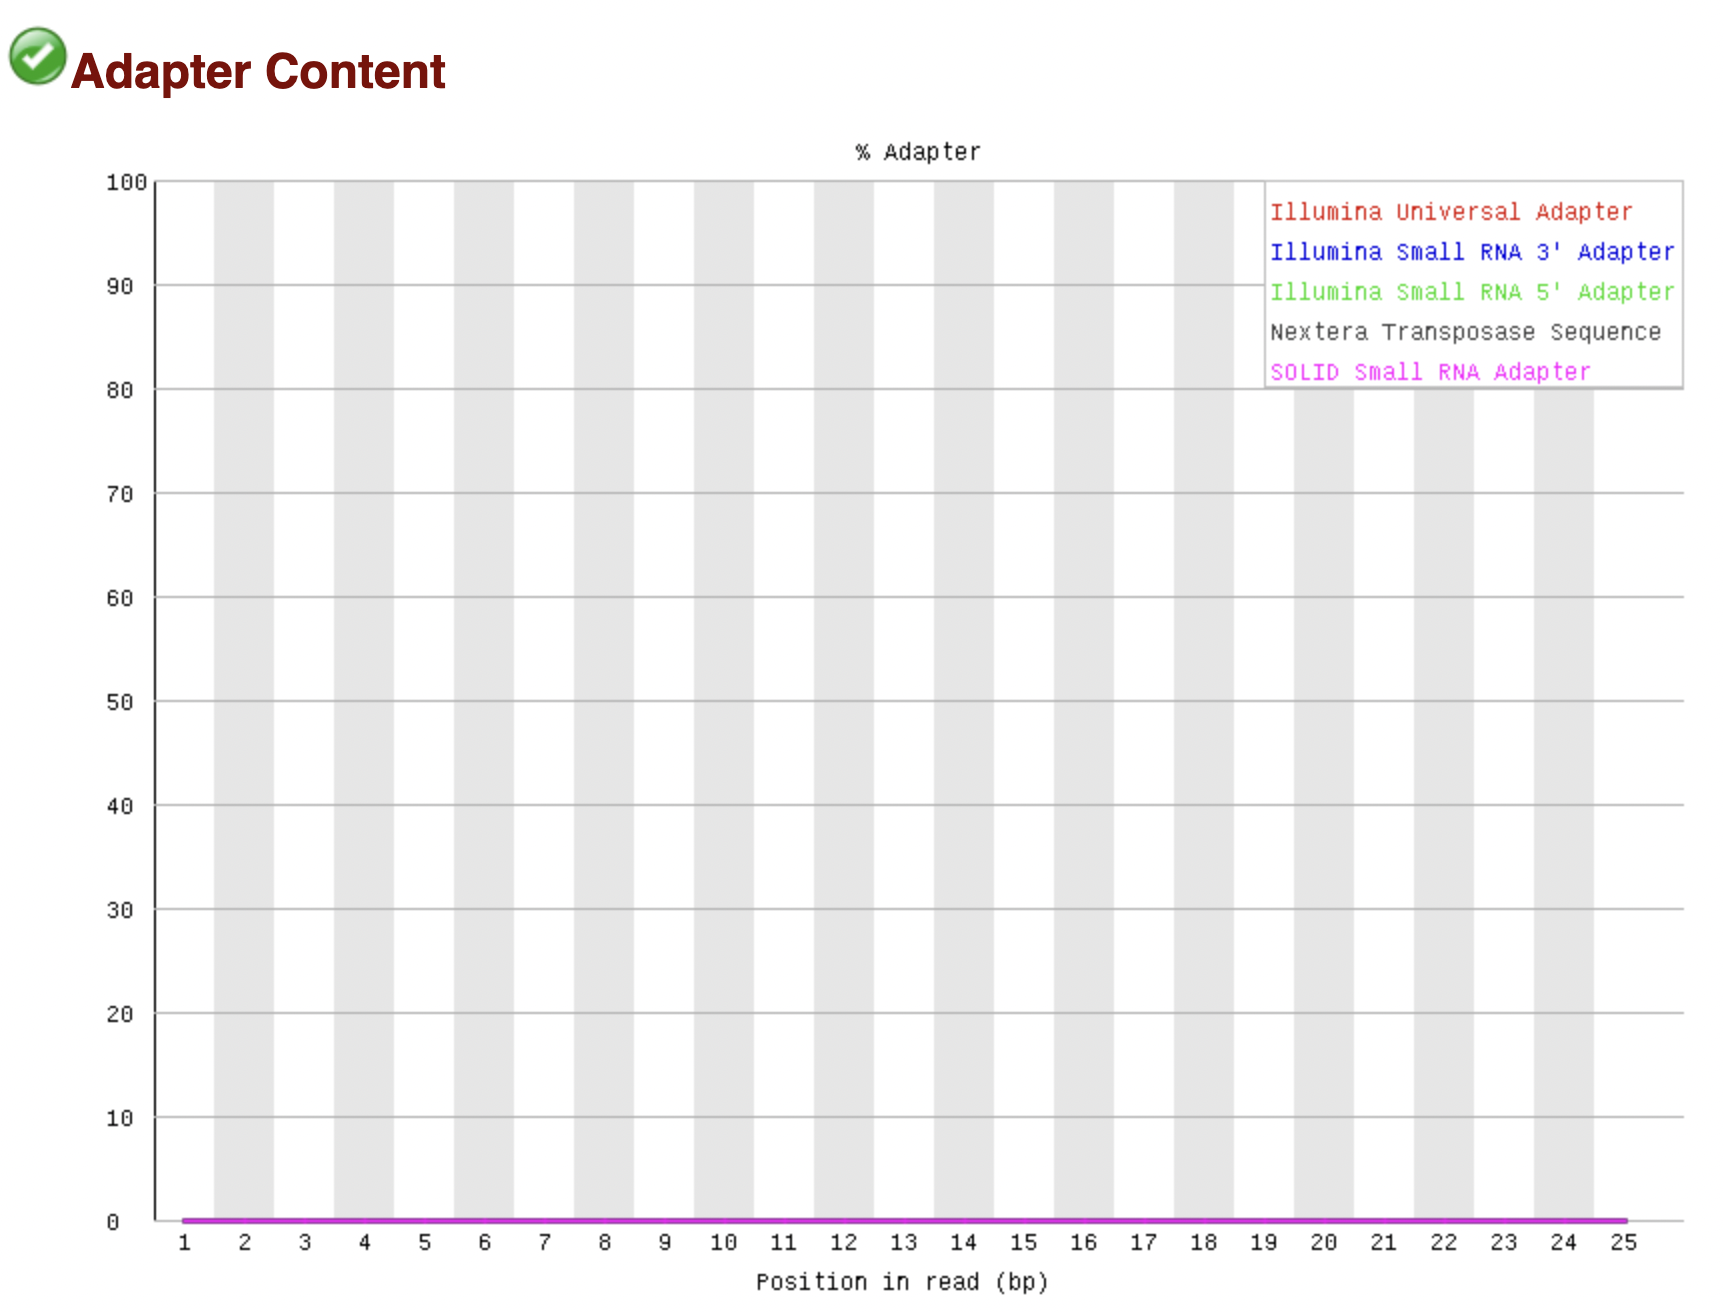 Adapter Content
% Adapter
100
Illumina Universal Adapter
Illumina Small RNA 3' Adapter
90
Illumina Small RNA 5' Adapter
Nextera Transposase Sequence
SOLID Small RNA Adapter
80
70
60
50
40
30
20
10
0
1 2 3 4 5 6 7 8 9 10 11 12 13 14 15 16 17 18 19 20 21 22 23 24 25
Position in read (bp)